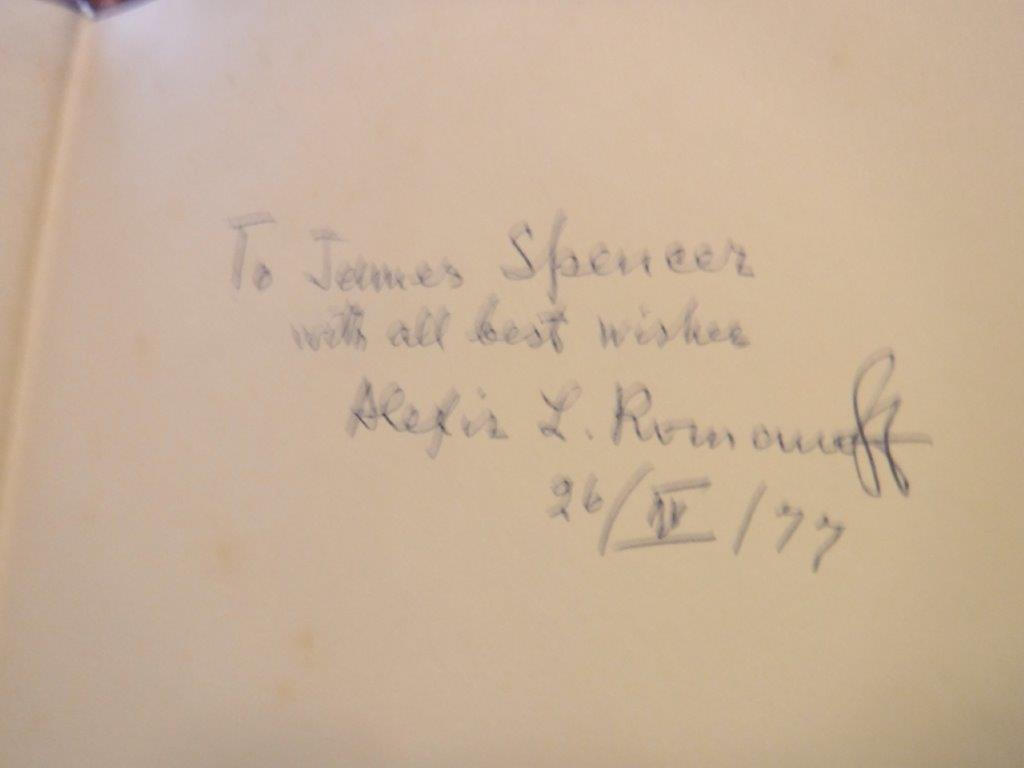 To James Spencer
with all best wishes
Alexis L. Romanoff
26/IV/77